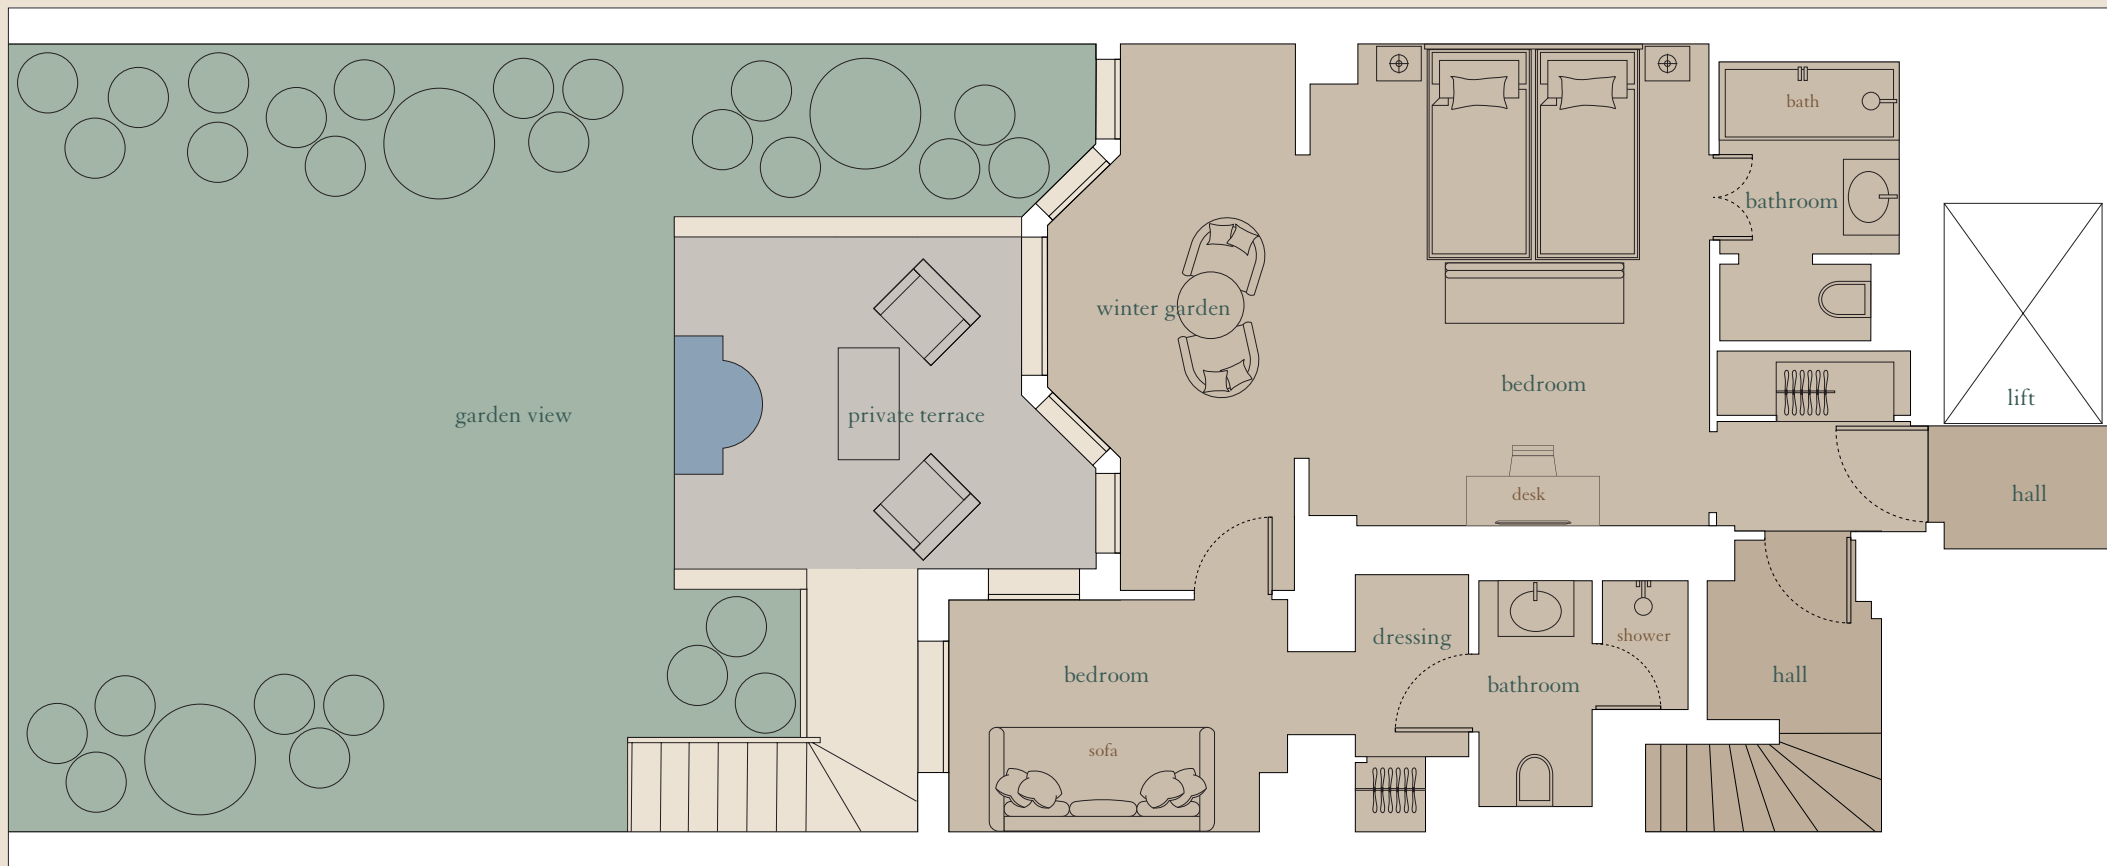 bath
bathroom
winter garden
bedroom
lift
garden view
private terrace
desk
hall
dressing
shower
bedroom
bathroom
hall
sofa